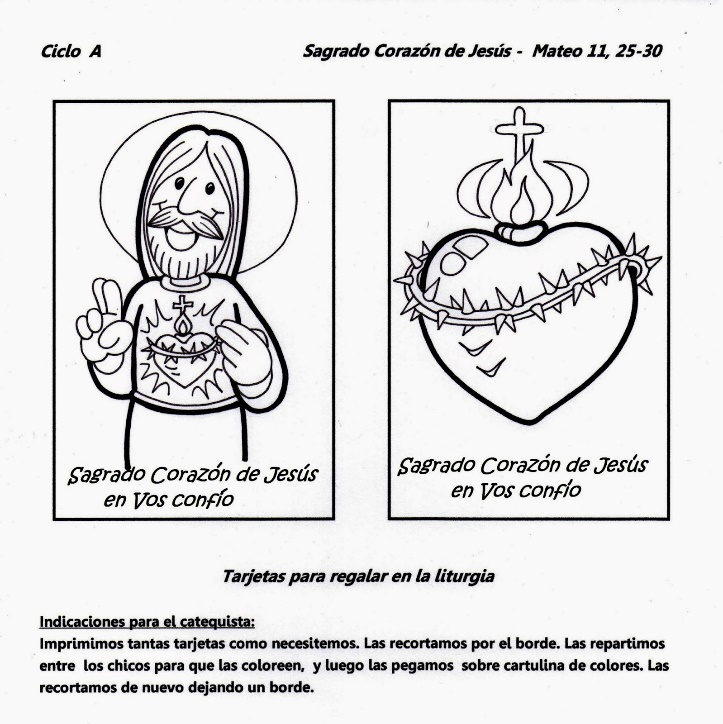 Ciclo A
Sagrado Corazón de Jesús - Mateo 11, 25-30
Sagrado Corazón de Jesús
en Vos confío
Sagrado Corazón de Jesús
en Vos confío
Tarjetas para regalar en la liturgia
Indicaciones para el catequista:
Imprimimos tantas tarjetas como necesitemos. Las recortamos por el borde. Las repartimos
entre los chicos para que las coloreen, y luego las pegamos sobre cartulina de colores. Las
recortamos de nuevo dejando un borde.